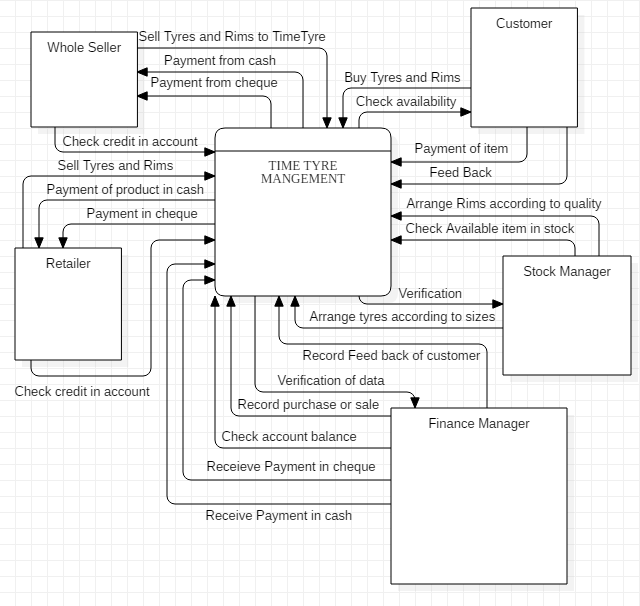 Sell Tyres and Rims to TimeTyre
Customer
Whole Seller
Payment from cash
Buy Tyres and Rims
Payment from cheque
Check availability
Check credit in account
Payment of item
Sell Tyres and Rims
TIME TYRE
MANGEMENT
Feed Back
Payment of product in cash
Arrange Rims according to quality
Payment in cheque
Check Available item in stock
Retailer
Stock Manager
Verification
Arrange tyres according to sizes
Record Feed back of customer
Verification of data
Check credit in account
Record purchase or sale
Finance Manager
Check account balance
Receieve Payment in cheque
Receive Payment in cash